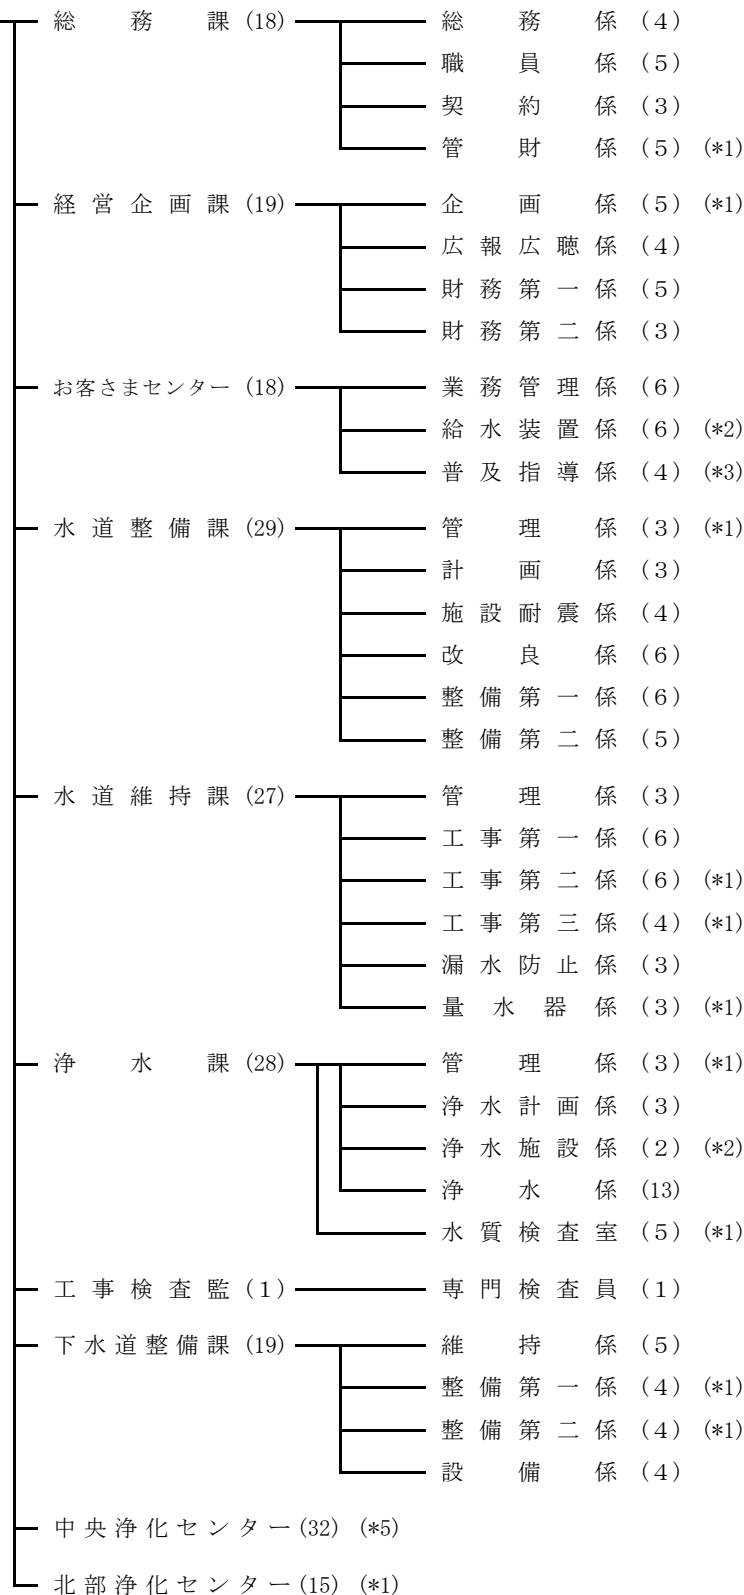 総務課 (18) 総務係 (4)
職員係 (5)
契約係 (3)
管財係 (5) (*1)
経営企画課 (19) 企画係 (5) (*1)
広報広聴係 (4)
財務第一係 (5)
財務第二係 (3)
お客さまセンター (18) 業務管理係 (6)
給水装置係 (6) (*2)
普及指導係 (4) (*3)
水道整備課 (29) 管理係 (3) (*1)
計画係 (3)
施設耐震係 (4)
改良係 (6)
整備第一係 (6)
整備第二係 (5)
水道維持課 (27) 管理係 (3)
工事第一係 (6)
工事第二係 (6) (*1)
工事第三係 (4) (*1)
漏水防止係 (3)
量水器係 (3) (*1)
浄水課 (28) 管理係 (3) (*1)
浄水計画係 (3)
浄水施設係 (2) (*2)
浄水係 (13)
水質検査室 (5) (*1)
工事検査監 (1) 専門検査員 (1)
下水道整備課 (19) 維持係 (5)
整備第一係 (4) (*1)
整備第二係 (4) (*1)
設備係 (4)
中央浄化センター (32) (*5)
北部浄化センター (15) (*1)